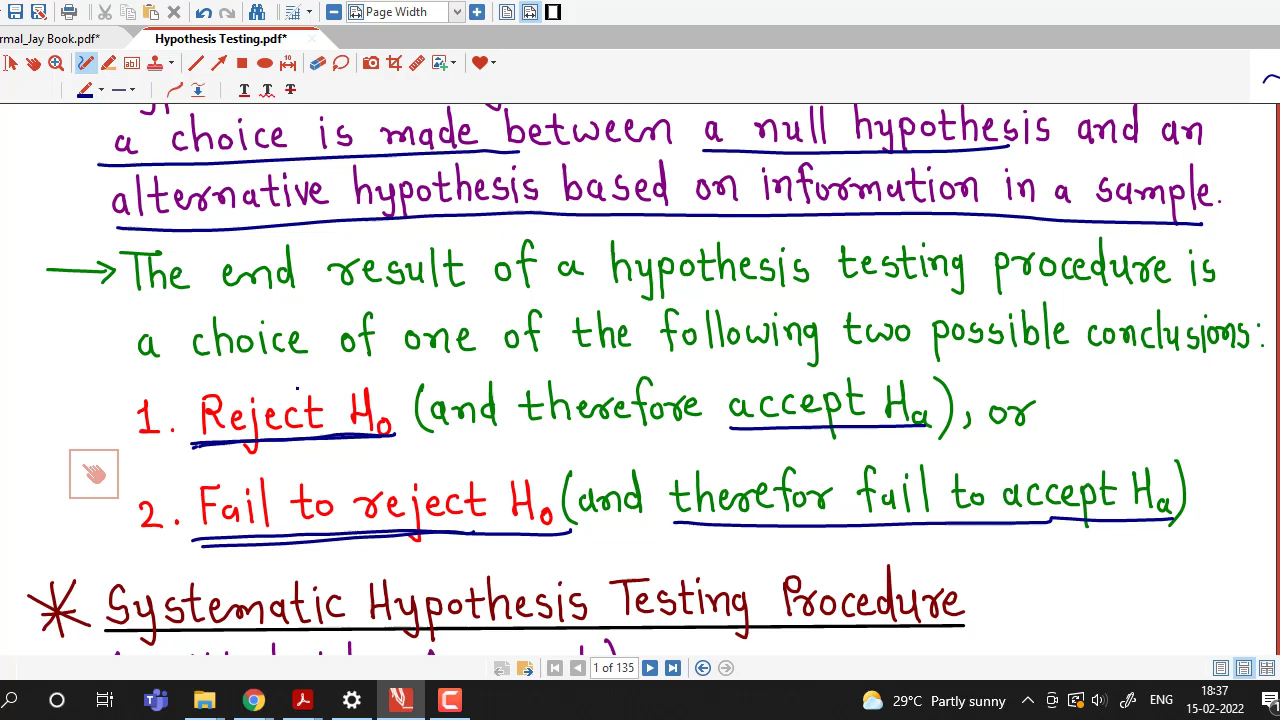 Page Width
rmal_Jay Book.pdf*
Hypothesis Testing.pdf*
a choice is made between a null hypothesis and an
alternative hypothesis based on information in a sample.
→ The end result of a hypothesis testing procedure is
a choice of one of the following two possible conclusions:
1. Reject H₀ (and therefore accept Hₐ), or
2. Fail to reject H₀ (and therefor fail to accept Hₐ)
* Systematic Hypothesis Testing Procedure
1 of 135
29°C Partly sunny
ENG
18:37
15-02-2022